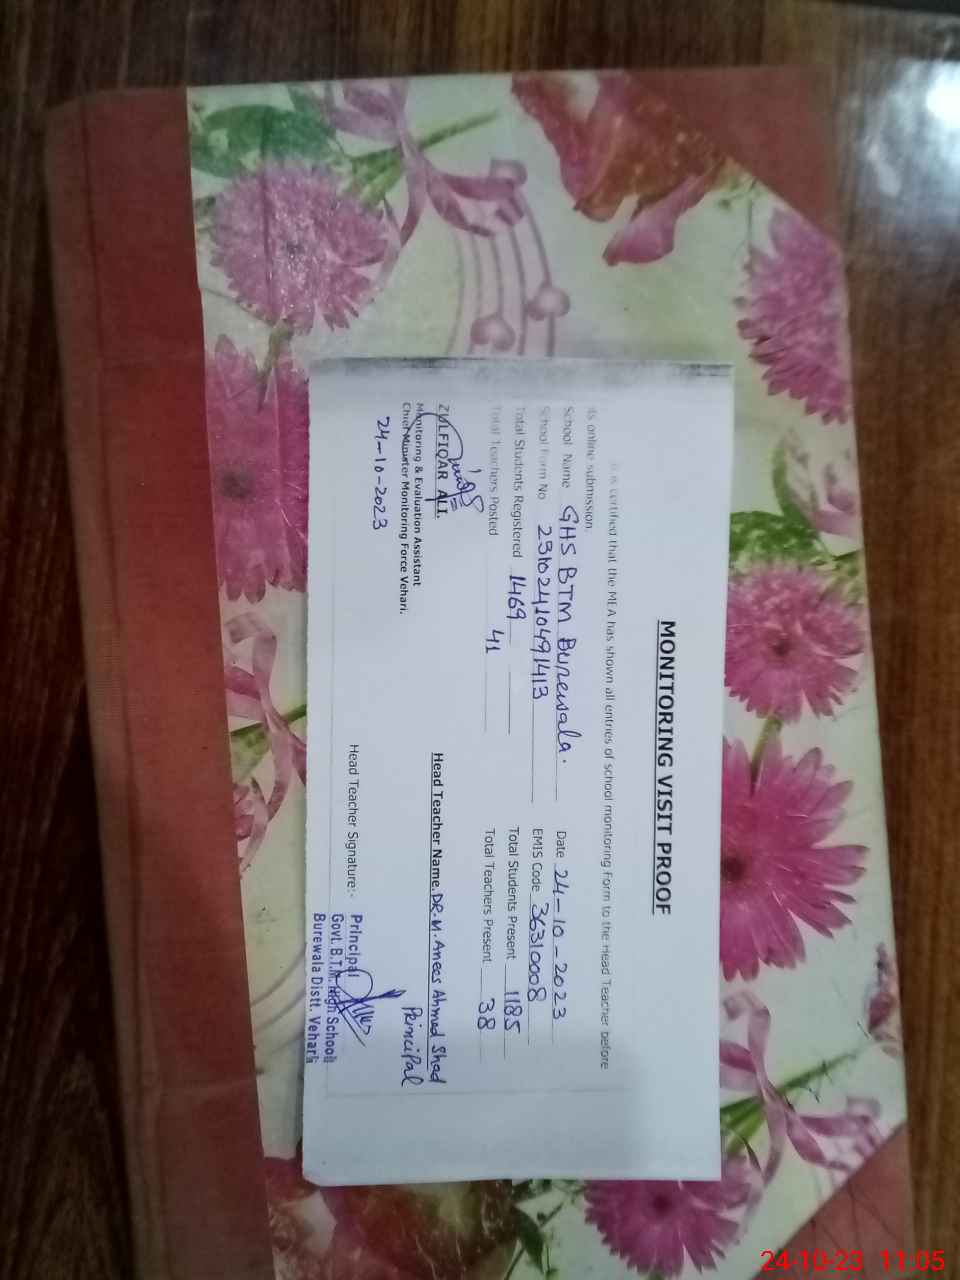 MONITORING VISIT PROOF
It is certified that the MEA has shown all entries of school monitoring Form to the Head Teacher before
its online submission.
School Name GHS BTM Burewala. Date 24-10-2023
School Form No 2310241049 1413 EMIS Code 36310008
Total Students Registered 1469 Total Students Present 1185
Total Teachers Posted 41 Total Teachers Present 38
ZULFIQAR ALI. Head Teacher Name. DR. M. Anees Ahmed Shad
Monitoring & Evaluation Assistant Principal
Chief Minister Monitoring Force Vehari.
24-10-2023
Head Teacher Signature:-
Principal
Govt. B.T.M. High School
Burewala Distt. Vehari
24-10-23 11:05